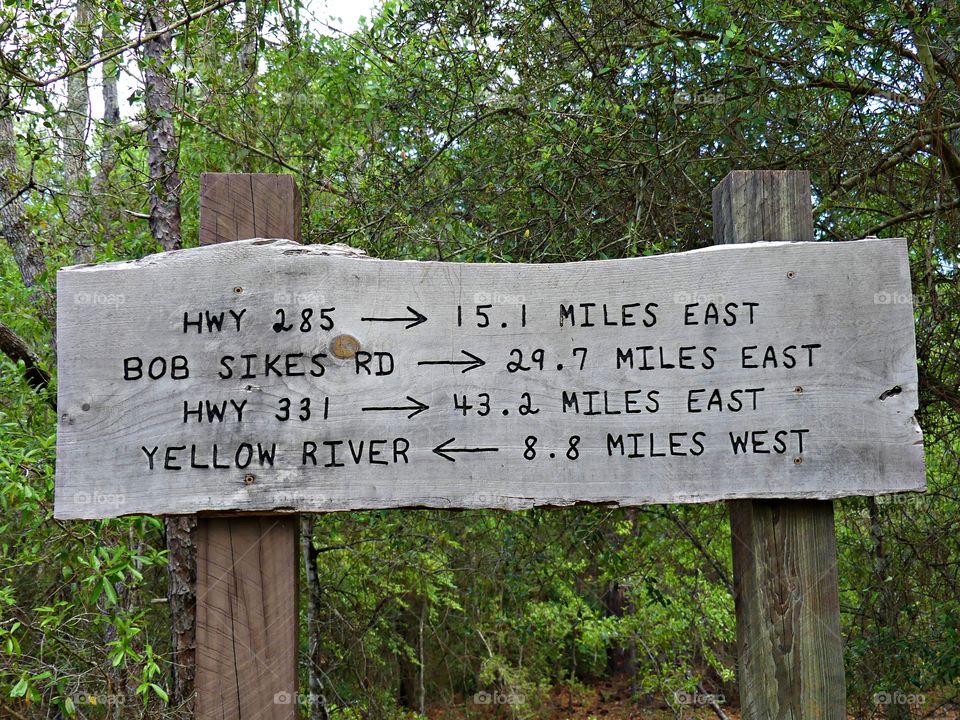 HWY 285 → 15.1 MILES EAST
BOB SIKES RD → 29.7 MILES EAST
HWY 331 → 43.2 MILES EAST
YELLOW RIVER ← 8.8 MILES WEST